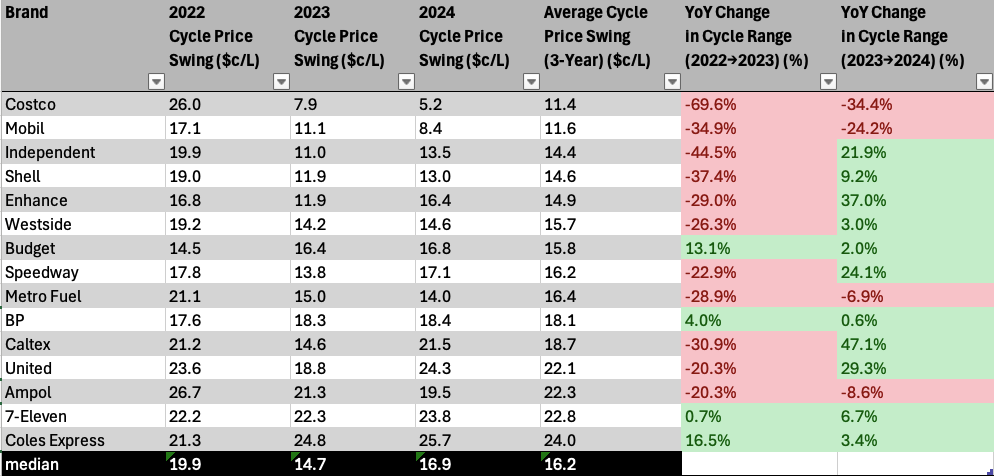 Brand 2022 Cycle Price Swing ($c/L) 2023 Cycle Price Swing ($c/L) 2024 Cycle Price Swing ($c/L) Average Cycle Price Swing (3-Year) ($c/L) YoY Change in Cycle Range (2022→2023) (%) YoY Change in Cycle Range (2023→2024) (%)
Costco 26.0 7.9 5.2 11.4 -69.6% -34.4%
Mobil 17.1 11.1 8.4 11.6 -34.9% -24.2%
Independent 19.9 11.0 13.5 14.4 -44.5% 21.9%
Shell 19.0 11.9 13.0 14.6 -37.4% 9.2%
Enhance 16.8 11.9 16.4 14.9 -29.0% 37.0%
Westside 19.2 14.2 14.6 15.7 -26.3% 3.0%
Budget 14.5 16.4 16.8 15.8 13.1% 2.0%
Speedway 17.8 13.8 17.1 16.2 -22.9% 24.1%
Metro Fuel 21.1 15.0 14.0 16.4 -28.9% -6.9%
BP 17.6 18.3 18.4 18.1 4.0% 0.6%
Caltex 21.2 14.6 21.5 18.7 -30.9% 47.1%
United 23.6 18.8 24.3 22.1 -20.3% 29.3%
Ampol 26.7 21.3 19.5 22.3 -20.3% -8.6%
7-Eleven 22.2 22.3 23.8 22.8 0.7% 6.7%
Coles Express 21.3 24.8 25.7 24.0 16.5% 3.4%
median 19.9 14.7 16.9 16.2